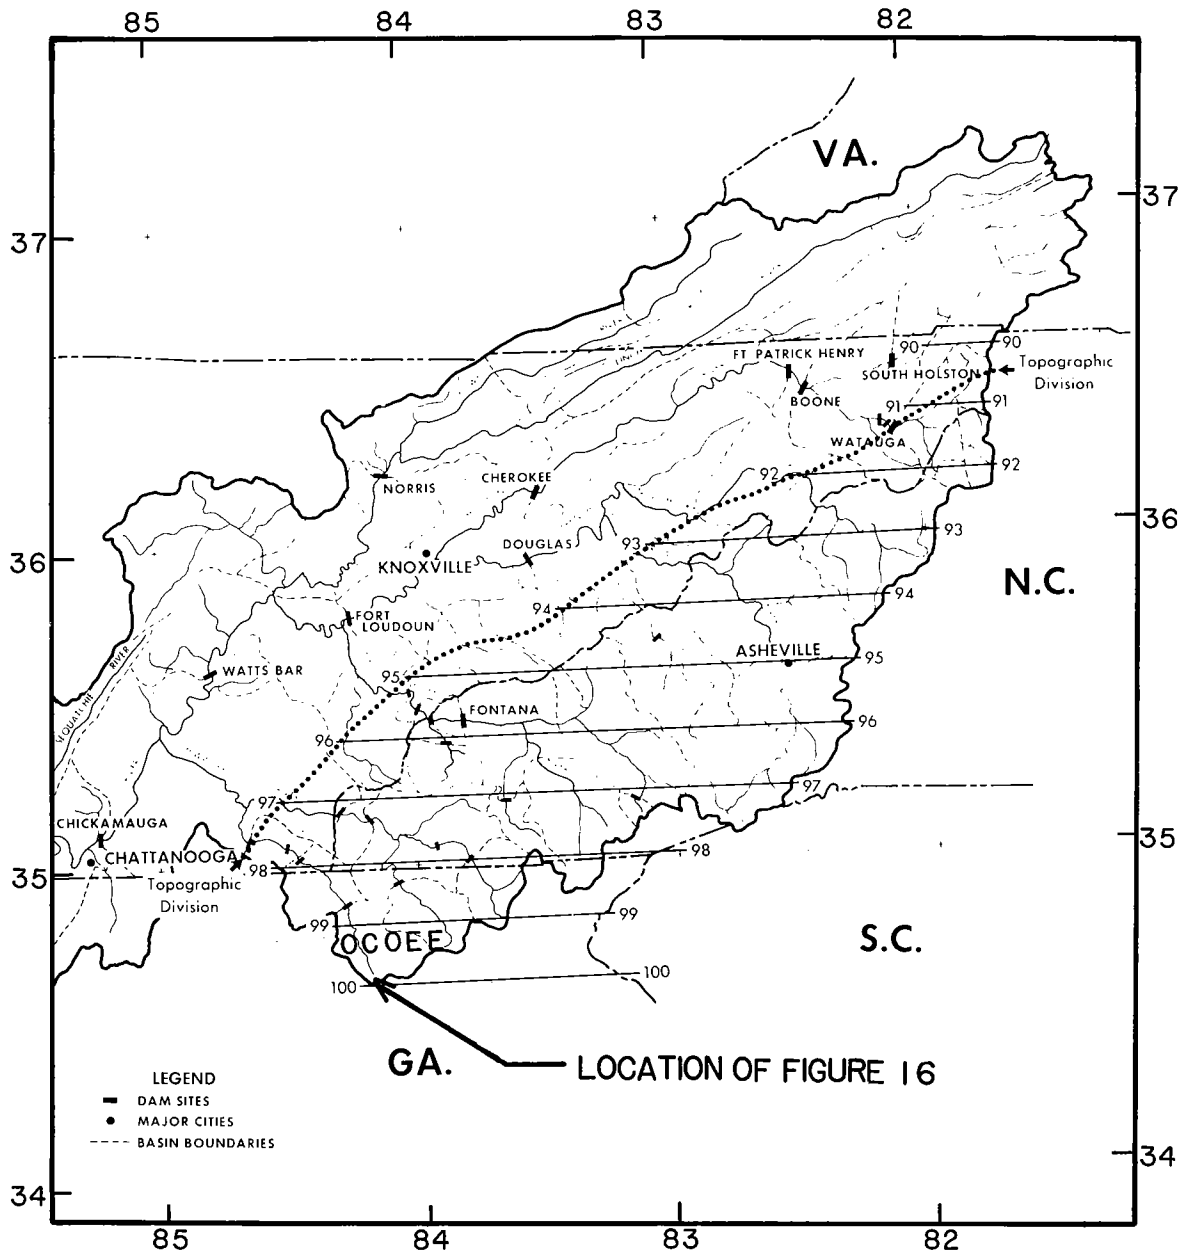 85 84 83 82
VA.
37
37
90 90
FT PATRICK HENRY
SOUTH HOLSTON
Topographic
Division
BOONE
91 91
WATAUGA
92 92
NORRIS
CHEROKEE
36
93 93
DOUGLAS
36
KNOXVILLE
N.C.
94 94
FORT
LOUDOUN
RIVER
ASHEVILLE
95 95
WATTS BAR
FONTANA
96 96
97 97
CHICKAMAUGA
35
CHATTANOOGA
98 98
35
Topographic
Division
99 99
OCOEE
S.C.
100 100
GA.
LOCATION OF FIGURE 16
LEGEND
DAM SITES
MAJOR CITIES
BASIN BOUNDARIES
34
34
85 84 83 82